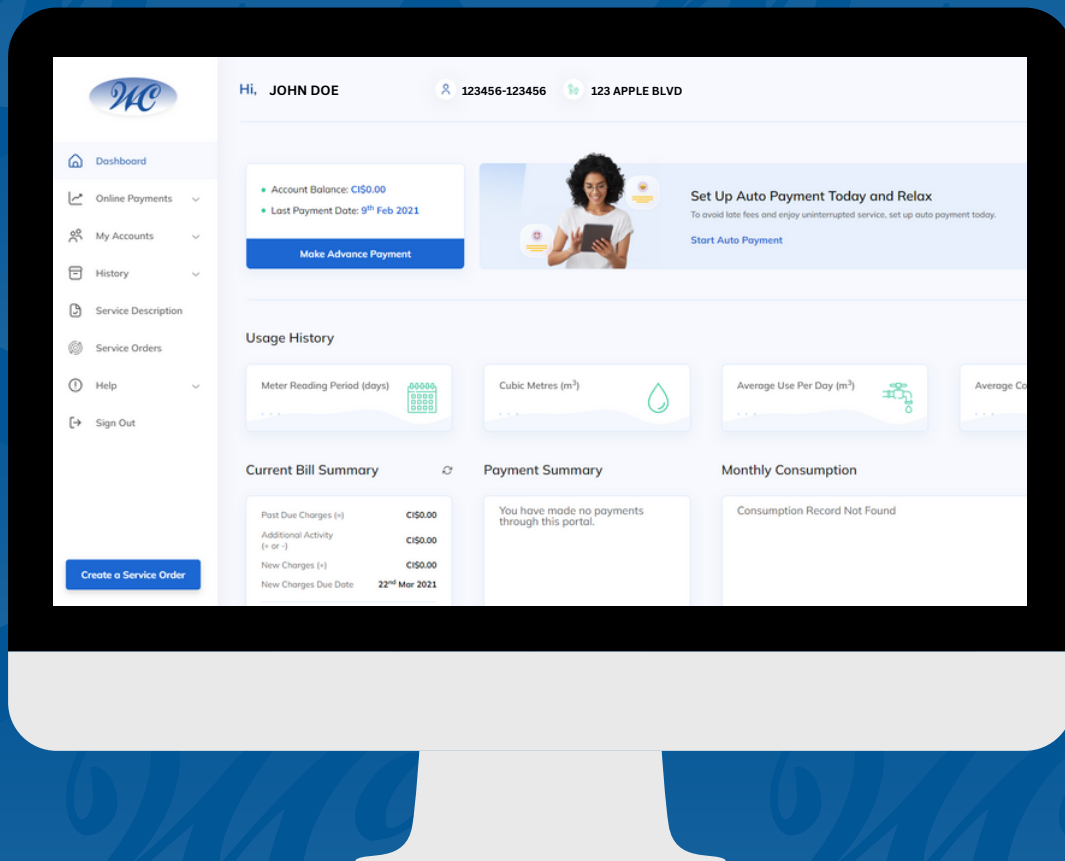 WC
Hi, JOHN DOE 123456-123456 123 APPLE BLVD
Dashboard
Online Payments
My Accounts
History
Service Description
Service Orders
Help
Sign Out
Create a Service Order
Account Balance: CI$0.00
Last Payment Date: 9th Feb 2021
Make Advance Payment
Set Up Auto Payment Today and Relax
To avoid late fees and enjoy uninterrupted service, set up auto payment today.
Start Auto Payment
Usage History
Meter Reading Period (days)
Cubic Metres (m³)
Average Use Per Day (m³)
Average Co
Current Bill Summary
Past Due Charges (=) CI$0.00
Additional Activity
(+ or -) CI$0.00
New Charges (+) CI$0.00
New Charges Due Date 22nd Mar 2021
Payment Summary
You have made no payments
through this portal.
Monthly Consumption
Consumption Record Not Found